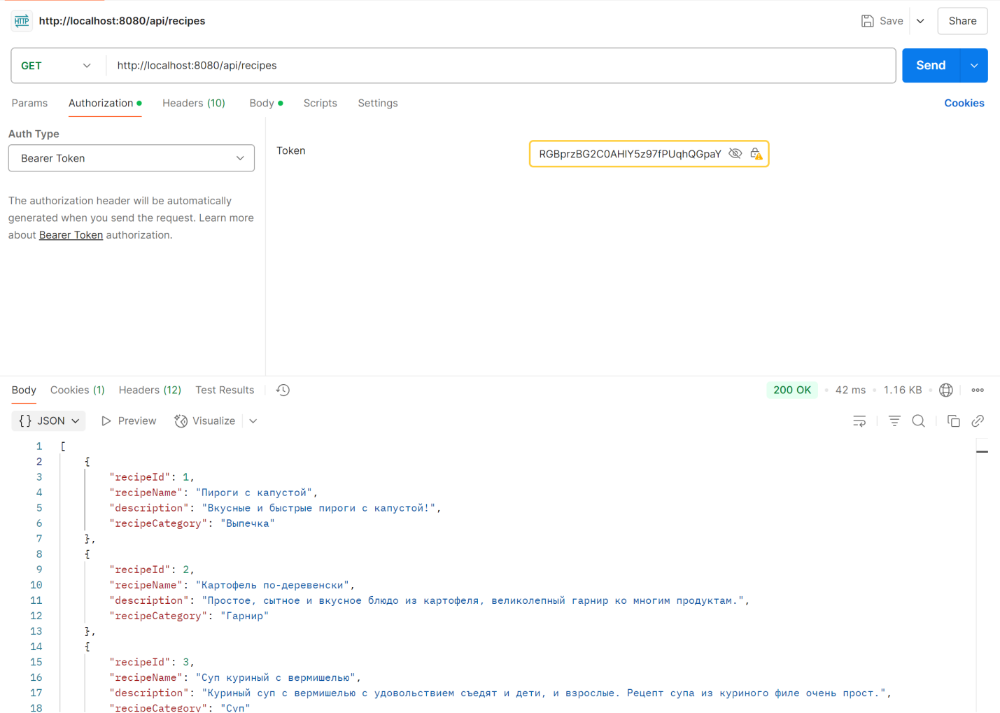 HTTP http://localhost:8080/api/recipes Save Share
GET http://localhost:8080/api/recipes Send
Params Authorization Headers (10) Body Scripts Settings Cookies
Auth Type
Bearer Token
The authorization header will be automatically
generated when you send the request. Learn more
about Bearer Token authorization.
Token RGBprzBG2C0AHIY5z97fPUqhQGpaY
Body Cookies (1) Headers (12) Test Results 200 OK 42 ms 1.16 KB
{} JSON Preview Visualize
1 [
2 {
3 "recipeId": 1,
4 "recipeName": "Пироги с капустой",
5 "description": "Вкусные и быстрые пироги с капустой!",
6 "recipeCategory": "Выпечка"
7 },
8 {
9 "recipeId": 2,
10 "recipeName": "Картофель по-деревенски",
11 "description": "Простое, сытное и вкусное блюдо из картофеля, великолепный гарнир ко многим продуктам.",
12 "recipeCategory": "Гарнир"
13 },
14 {
15 "recipeId": 3,
16 "recipeName": "Суп куриный с вермишелью",
17 "description": "Куриный суп с вермишелью с удовольствием съедят и дети, и взрослые. Рецепт супа из куриного филе очень прост.",
18 "recipeCategory": "Суп"